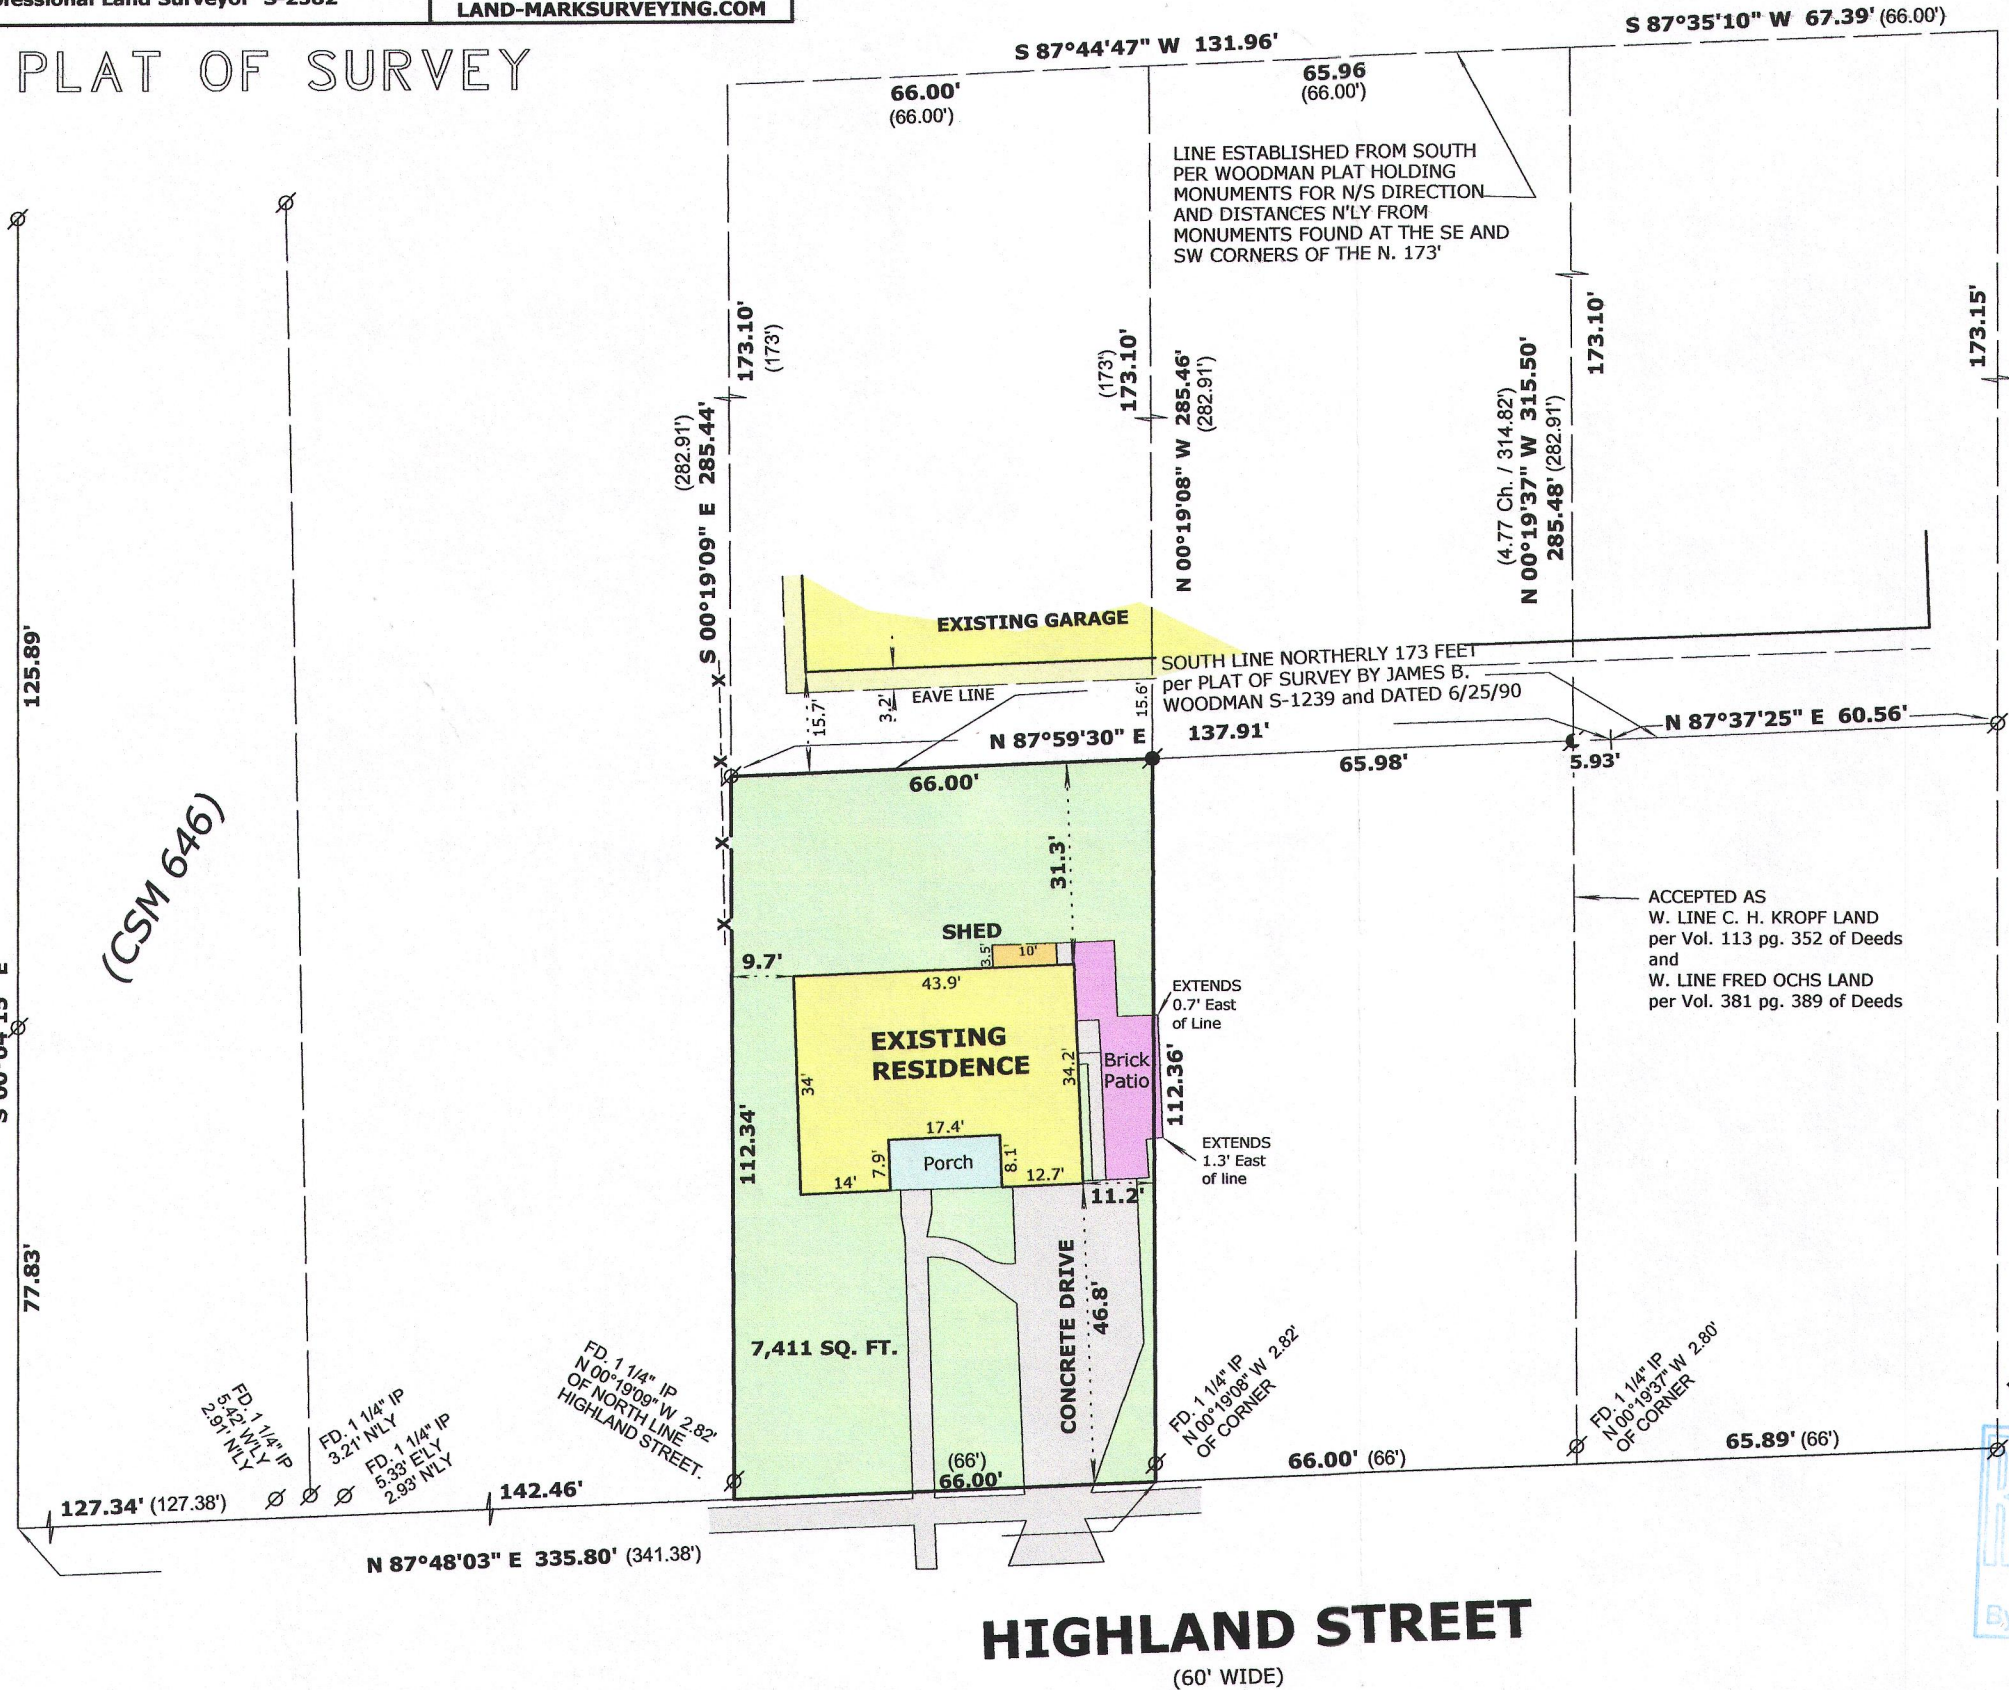 Land Surveyor S-2582
LAND-MARKSURVEYING.COM
PLAT OF SURVEY
S 87°44'47" W 131.96'
S 87°35'10" W 67.39' (66.00')
66.00'
(66.00')
65.96
(66.00')
LINE ESTABLISHED FROM SOUTH
PER WOODMAN PLAT HOLDING
MONUMENTS FOR N/S DIRECTION
AND DISTANCES N'LY FROM
MONUMENTS FOUND AT THE SE AND
SW CORNERS OF THE N. 173'
173.10'
(173')
(282.91')
S 00°19'09" E 285.44'
(173')
173.10'
N 00°19'08" W 285.46'
(282.91')
(4.77 Ch. / 314.82')
N 00°19'37" W 315.50'
285.48' (282.91')
173.10'
173.15'
125.89'
(CSM 646)
77.83'
EXISTING GARAGE
EAVE LINE
15.7'
3.2'
15.6'
SOUTH LINE NORTHERLY 173 FEET
per PLAT OF SURVEY BY JAMES B.
WOODMAN S-1239 and DATED 6/25/90
N 87°59'30" E 137.91'
N 87°37'25" E 60.56'
66.00'
65.98'
5.93'
X
X
X
X
31.3'
SHED
3.5'
10'
9.7'
43.9'
EXISTING
RESIDENCE
34'
34.2'
Brick
Patio
EXTENDS
0.7' East
of Line
112.36'
112.34'
EXTENDS
1.3' East
of line
17.4'
7.9'
Porch
8.1'
14'
12.7'
11.2'
ACCEPTED AS
W. LINE C. H. KROPF LAND
per Vol. 113 pg. 352 of Deeds
and
W. LINE FRED OCHS LAND
per Vol. 381 pg. 389 of Deeds
CONCRETE DRIVE
46.8'
7,411 SQ. FT.
FD. 1 1/4" IP
5.42' W'LY
2.91' N'LY
FD. 1 1/4" IP
3.21' N'LY
FD. 1 1/4" IP
5.33' E'LY
2.93' N'LY
FD. 1 1/4" IP
N 00°19'09" W 2.82'
OF NORTH LINE
HIGHLAND STREET.
FD. 1 1/4" IP
N 00°19'08" W 2.82'
OF CORNER
FD. 1 1/4" IP
N 00°19'37" W 2.80'
OF CORNER
127.34' (127.38')
142.46'
(66')
66.00'
66.00' (66')
65.89' (66')
N 87°48'03" E 335.80' (341.38')
HIGHLAND STREET
(60' WIDE)
By